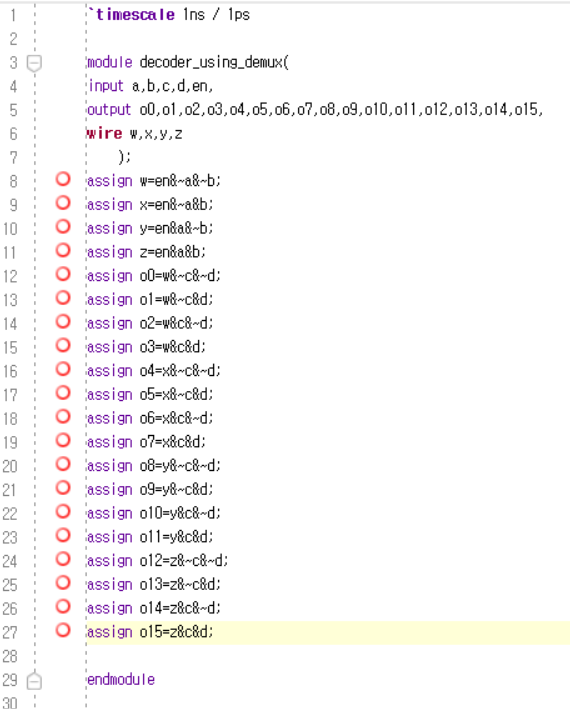 1 `timescale 1ns / 1ps
2
3 module decoder_using_demux(
4 input a,b,c,d,en,
5 output o0,o1,o2,o3,o4,o5,o6,o7,o8,o9,o10,o11,o12,o13,o14,o15,
6 wire w,x,y,z
7 );
8 assign w=en&~a&~b;
9 assign x=en&~a&b;
10 assign y=en&a&~b;
11 assign z=en&a&b;
12 assign o0=w&~c&~d;
13 assign o1=w&~c&d;
14 assign o2=w&c&~d;
15 assign o3=w&c&d;
16 assign o4=x&~c&~d;
17 assign o5=x&~c&d;
18 assign o6=x&c&~d;
19 assign o7=x&c&d;
20 assign o8=y&~c&~d;
21 assign o9=y&~c&d;
22 assign o10=y&c&~d;
23 assign o11=y&c&d;
24 assign o12=z&~c&~d;
25 assign o13=z&~c&d;
26 assign o14=z&c&~d;
27 assign o15=z&c&d;
28
29 endmodule
30